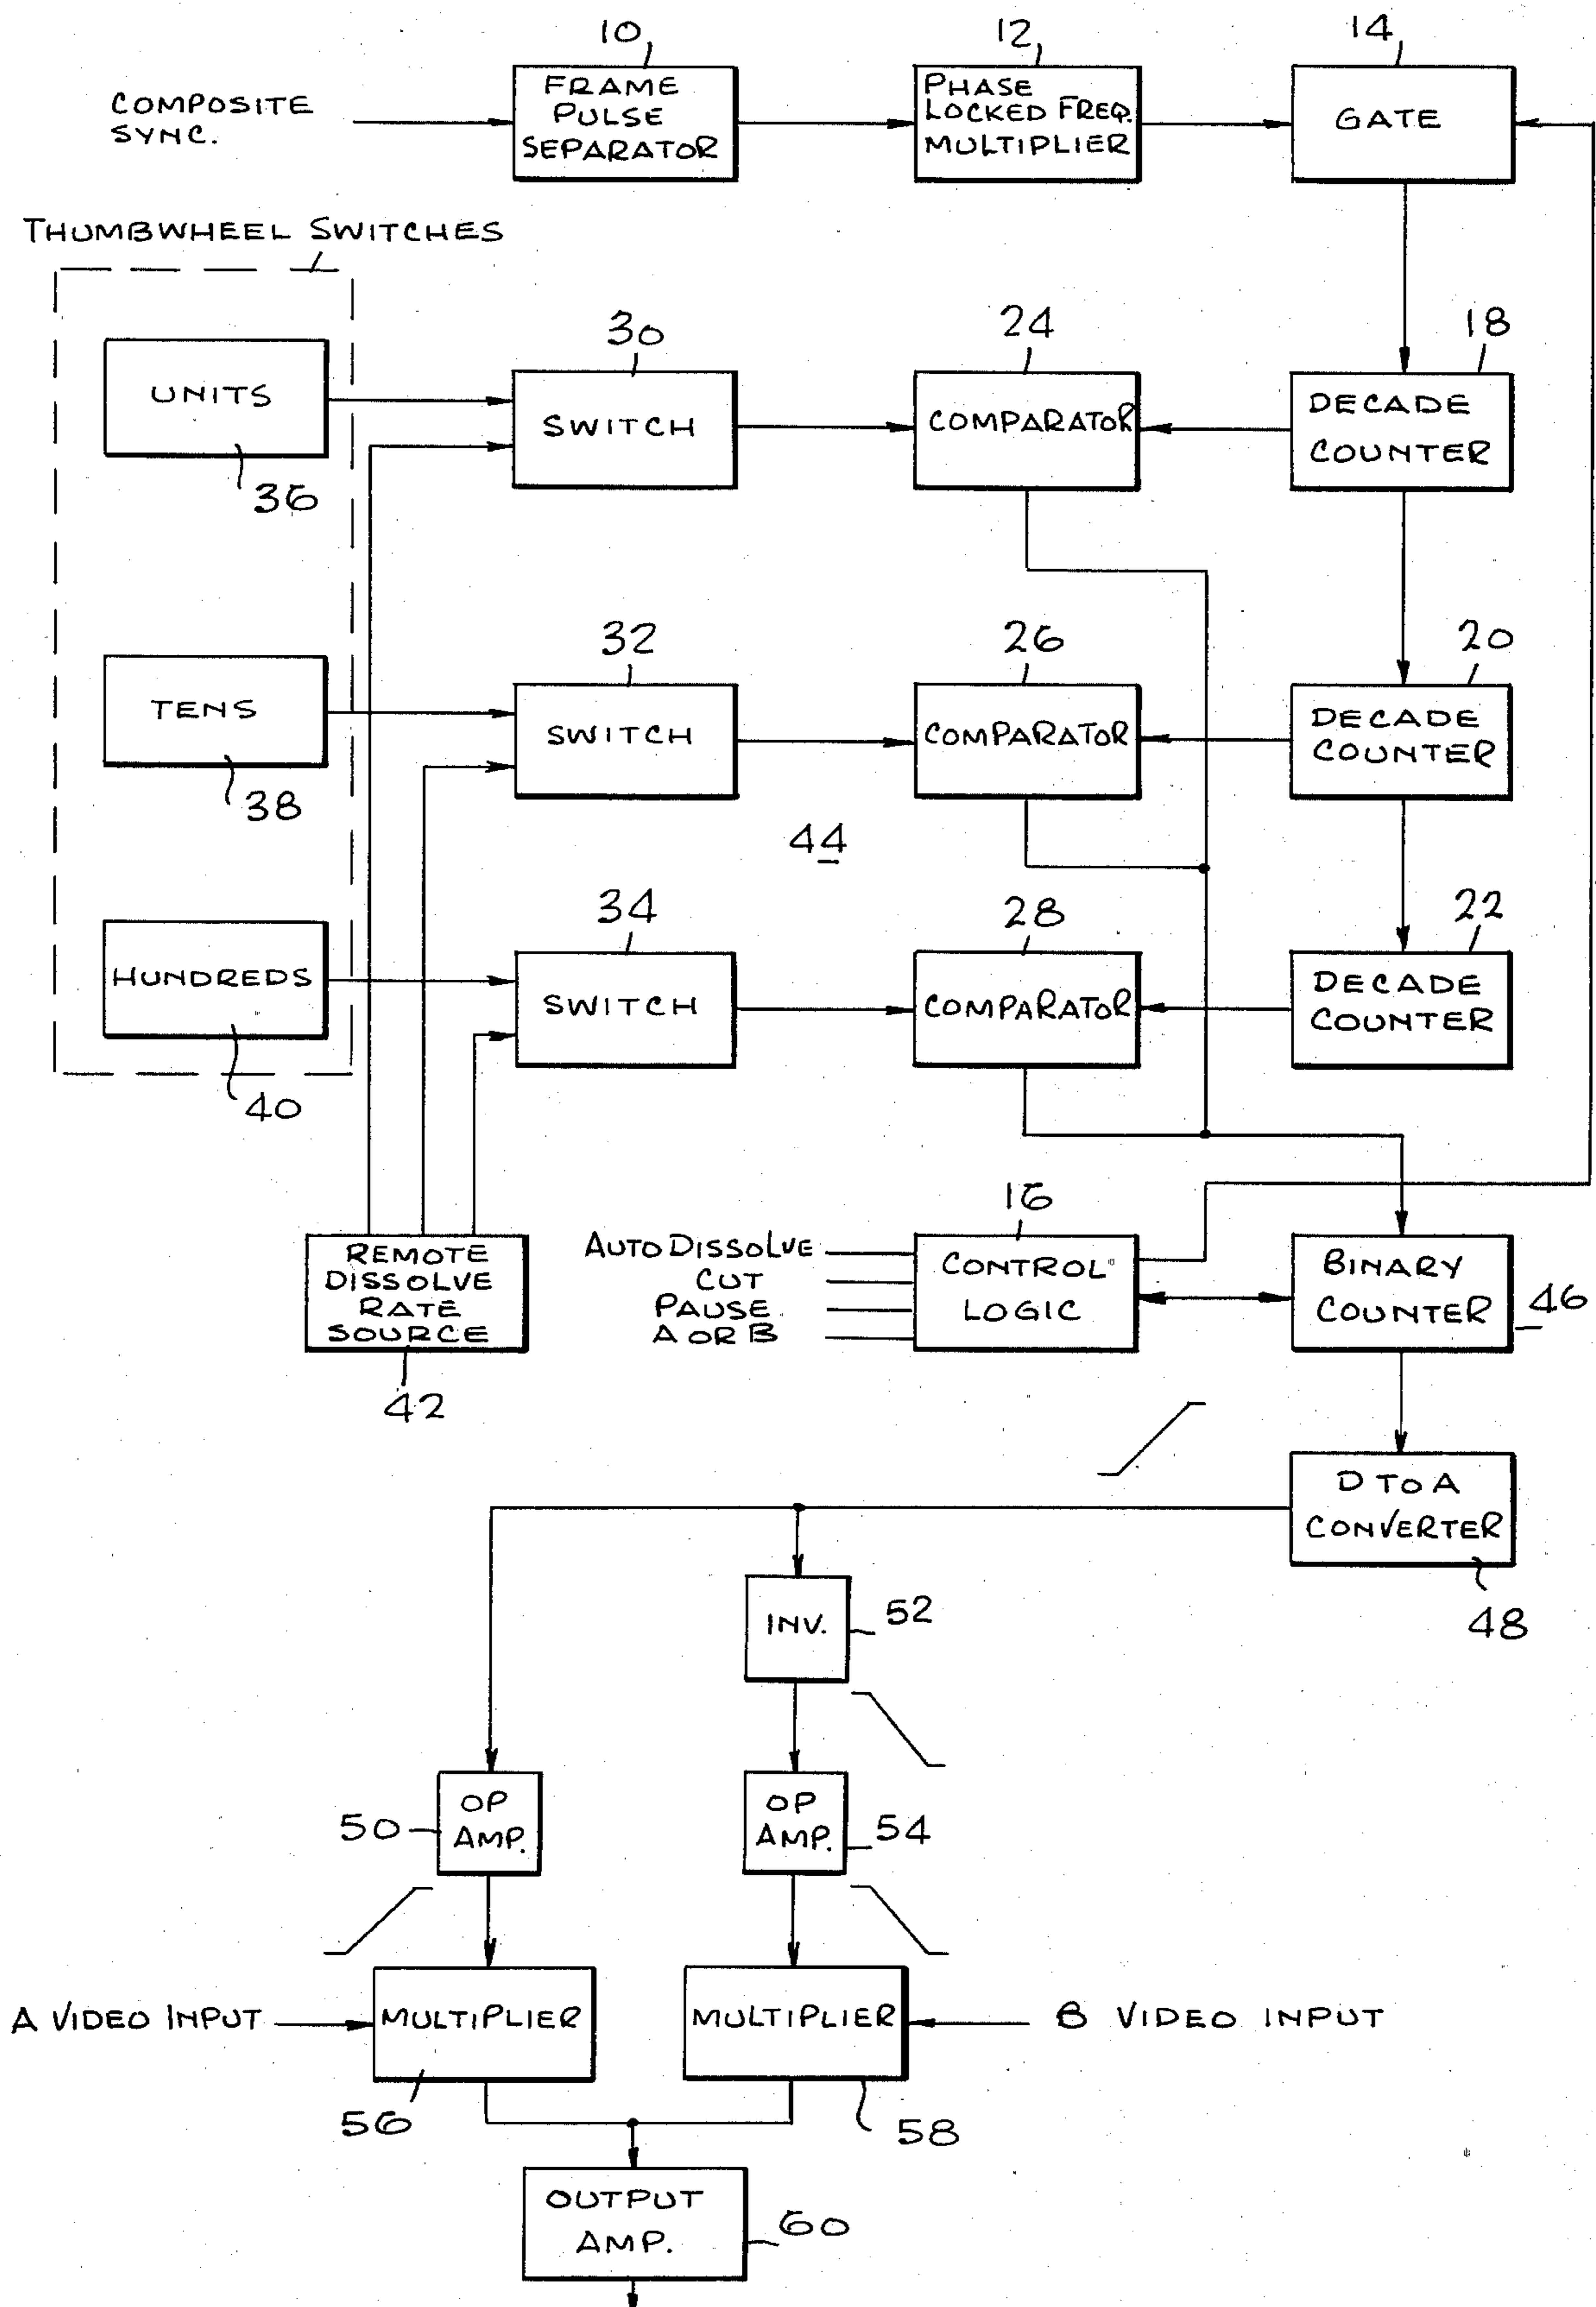 10
12
14
COMPOSITE
SYNC.
FRAME
PULSE
SEPARATOR
PHASE
LOCKED FREQ.
MULTIPLIER
GATE
THUMBWHEEL SWITCHES
30
24
18
UNITS
36
SWITCH
COMPARATOR
DECADE
COUNTER
32
26
20
TENS
38
SWITCH
COMPARATOR
DECADE
COUNTER
44
34
28
22
HUNDREDS
40
SWITCH
COMPARATOR
DECADE
COUNTER
16
REMOTE
DISSOLVE
RATE
SOURCE
42
AUTO DISSOLVE
CUT
PAUSE
A OR B
CONTROL
LOGIC
BINARY
COUNTER
46
D TO A
CONVERTER
48
INV.
52
50
OP
AMP.
OP
AMP.
54
A VIDEO INPUT
MULTIPLIER
56
MULTIPLIER
58
B VIDEO INPUT
OUTPUT
AMP.
60